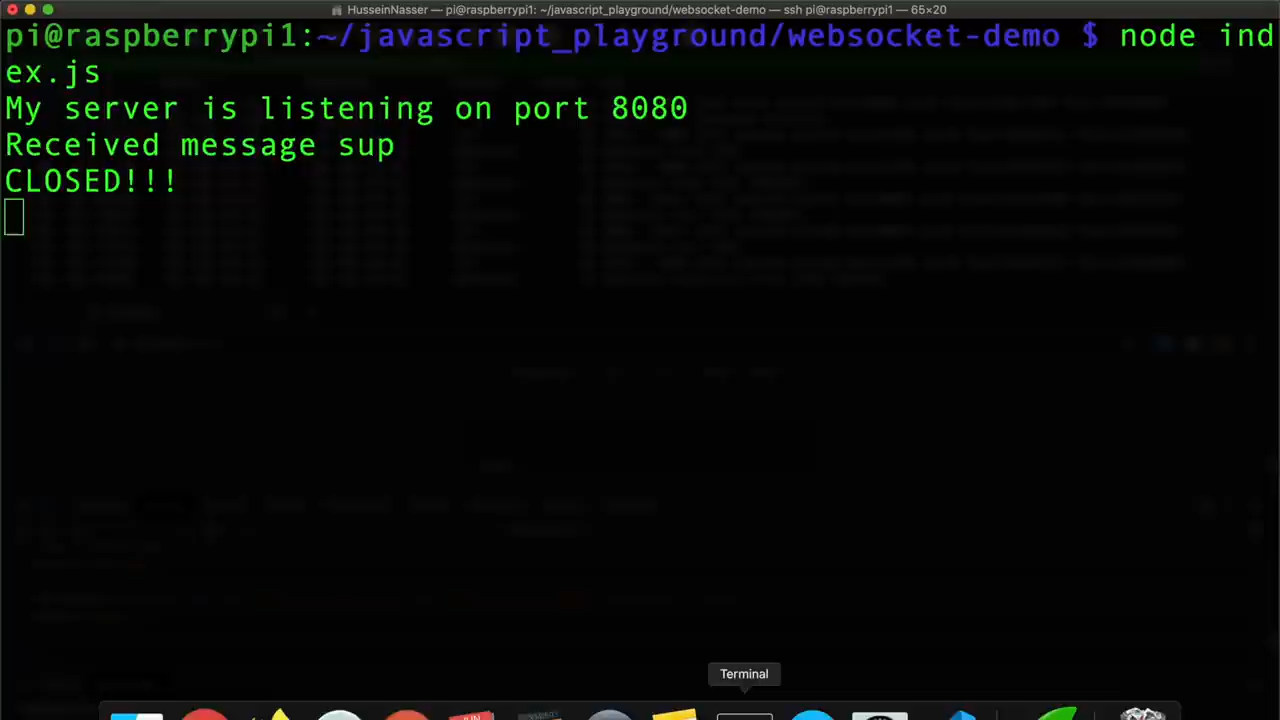 HusseinNasser — pi@raspberrypi1: ~/javascript_playground/websocket-demo — ssh pi@raspberrypi1 — 65×20
pi@raspberrypi1:~/javascript_playground/websocket-demo $ node ind
ex.js
My server is listening on port 8080
Received message sup
CLOSED!!!
Terminal
JUN